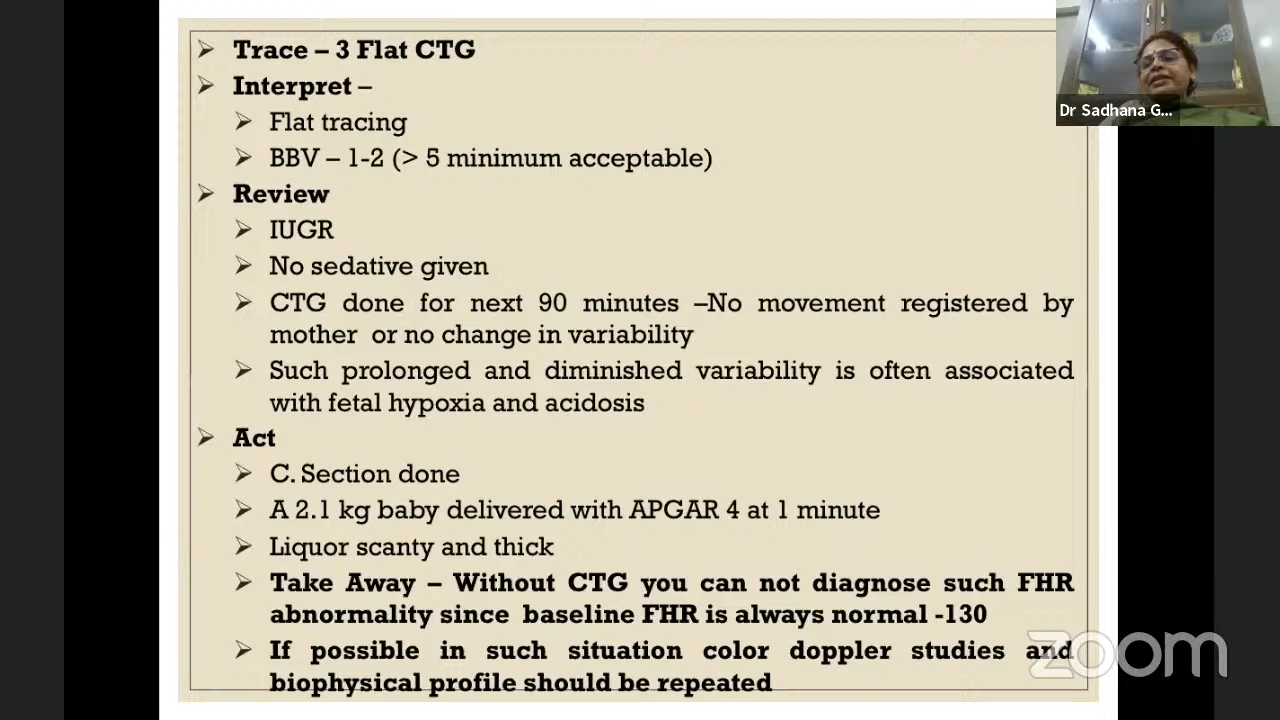 Trace – 3 Flat CTG
Interpret –
Flat tracing
BBV – 1-2 (> 5 minimum acceptable)
Review
IUGR
No sedative given
CTG done for next 90 minutes –No movement registered by
mother or no change in variability
Such prolonged and diminished variability is often associated
with fetal hypoxia and acidosis
Act
C. Section done
A 2.1 kg baby delivered with APGAR 4 at 1 minute
Liquor scanty and thick
Take Away – Without CTG you can not diagnose such FHR
abnormality since baseline FHR is always normal -130
If possible in such situation color doppler studies and
biophysical profile should be repeated
Dr Sadhana G...
zoom